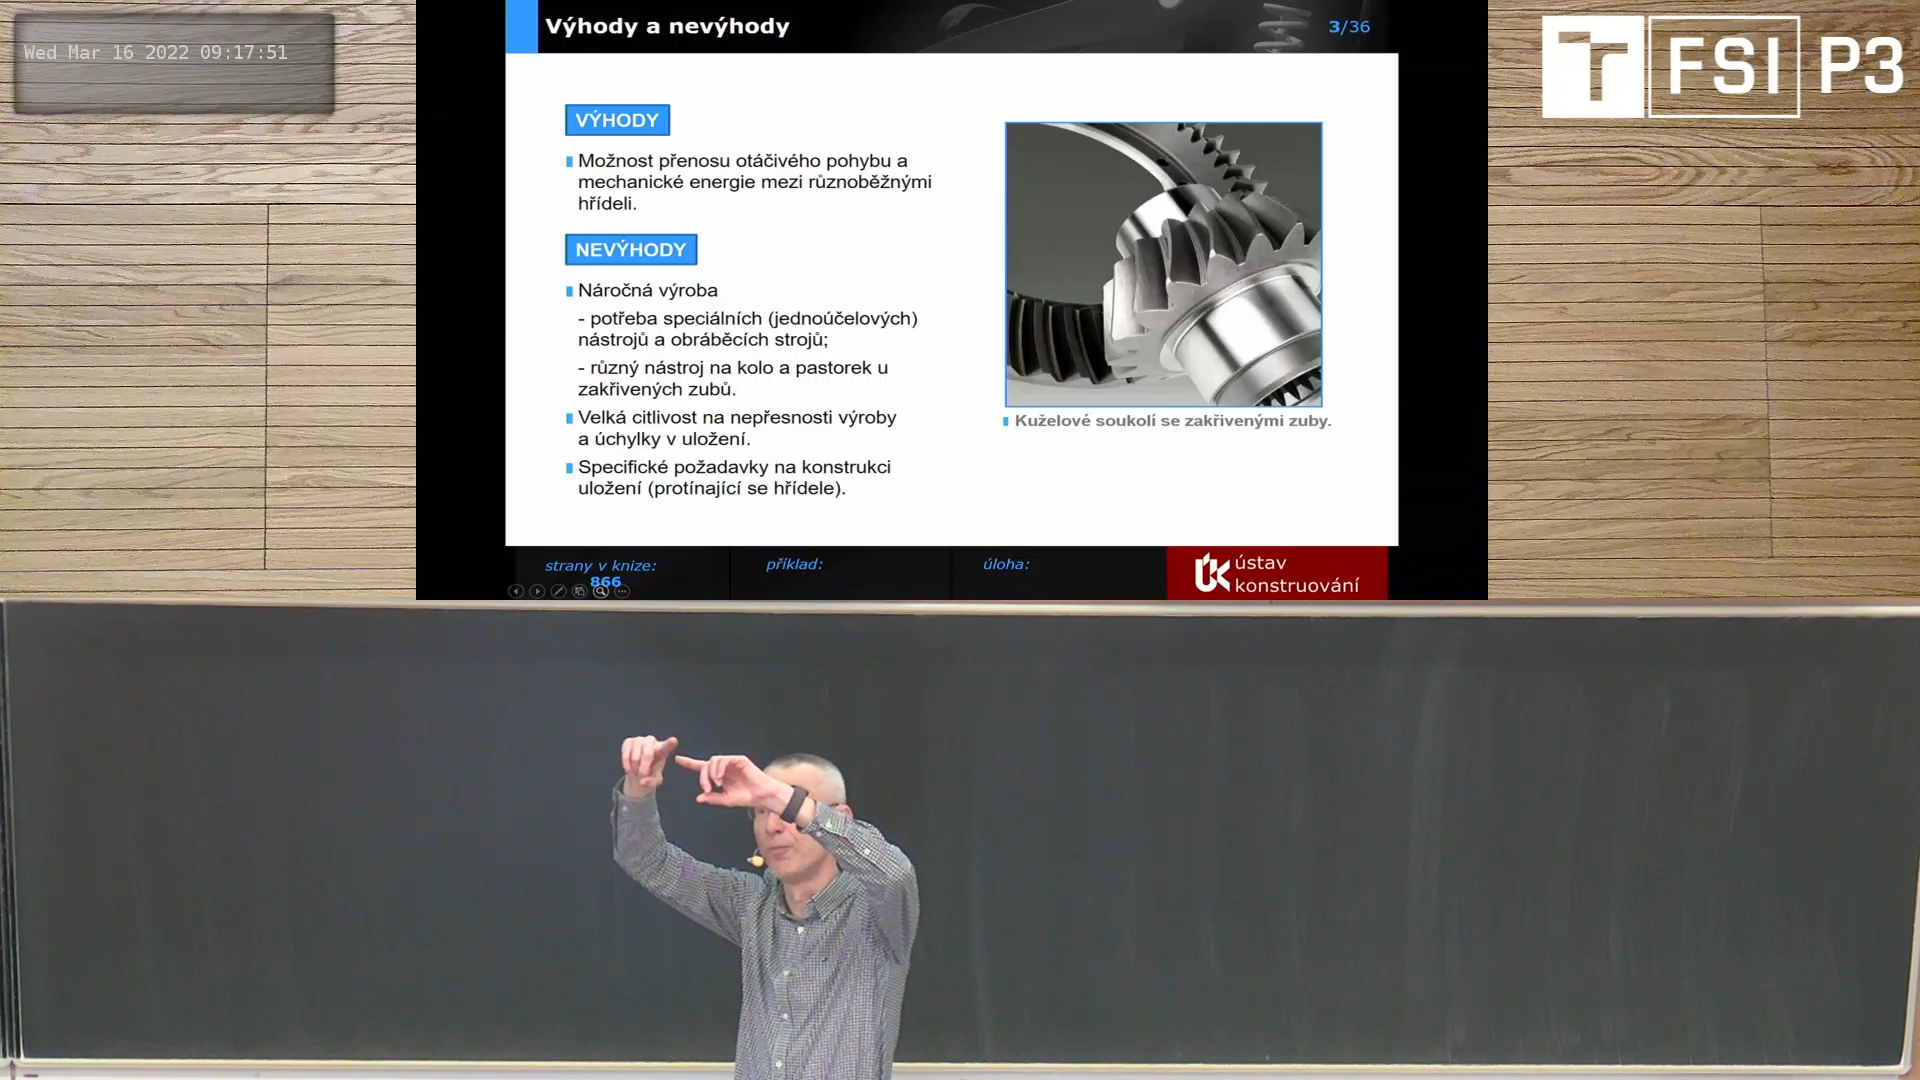 Wed Mar 16 2022 09:17:51
Výhody a nevýhody
3/36
FSI P3
VÝHODY
Možnost přenosu otáčivého pohybu a
mechanické energie mezi různoběžnými
hřídeli.
NEVÝHODY
Náročná výroba
- potřeba speciálních (jednoúčelových)
nástrojů a obráběcích strojů;
- různý nástroj na kolo a pastorek u
zakřivených zubů.
Velká citlivost na nepřesnosti výroby
a úchylky v uložení.
Specifické požadavky na konstrukci
uložení (protínající se hřídele).
Kuželové soukolí se zakřivenými zuby.
strany v knize:
866
příklad:
úloha:
ústav
konstruování